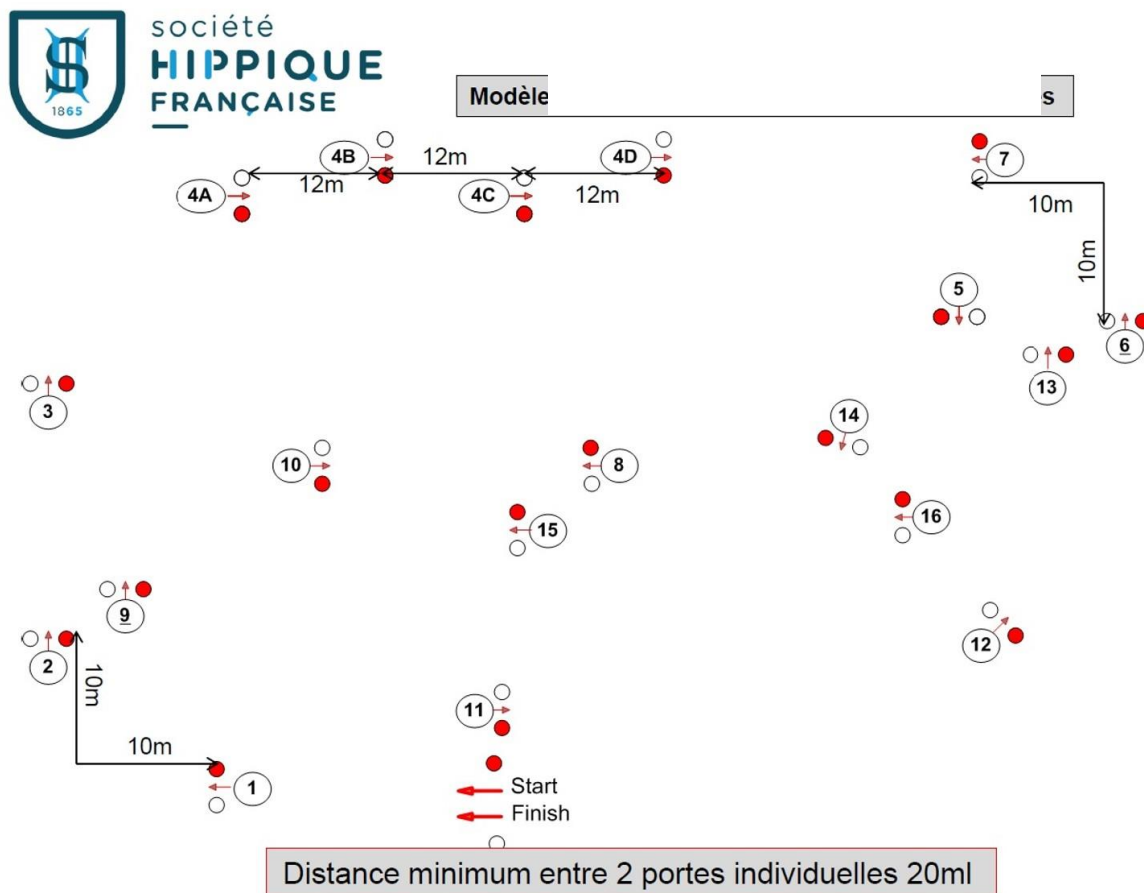 société
HIPPIQUE
FRANÇAISE
1865
Modèle s
4B 12m 4D 7
4A 12m 4C 12m
10m
10m
5
6
13
3
14
10 8
15 16
9
2 12
10m
11
10m
1 Start
Finish
Distance minimum entre 2 portes individuelles 20ml